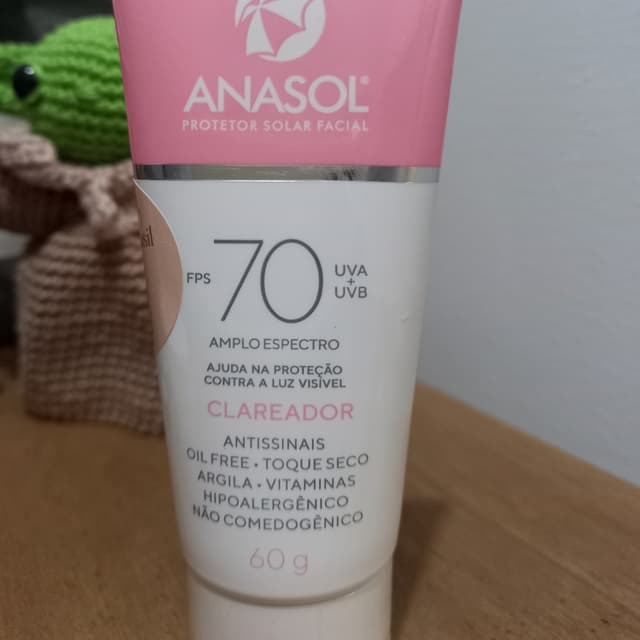 ANASOL®
PROTETOR SOLAR FACIAL
FPS 70 UVA + UVB
AMPLO ESPECTRO
AJUDA NA PROTEÇÃO
CONTRA A LUZ VISÍVEL
CLAREADOR
ANTISSINAIS
OIL FREE • TOQUE SECO
ARGILA • VITAMINAS
HIPOALERGÊNICO
NÃO COMEDOGÊNICO
60 g